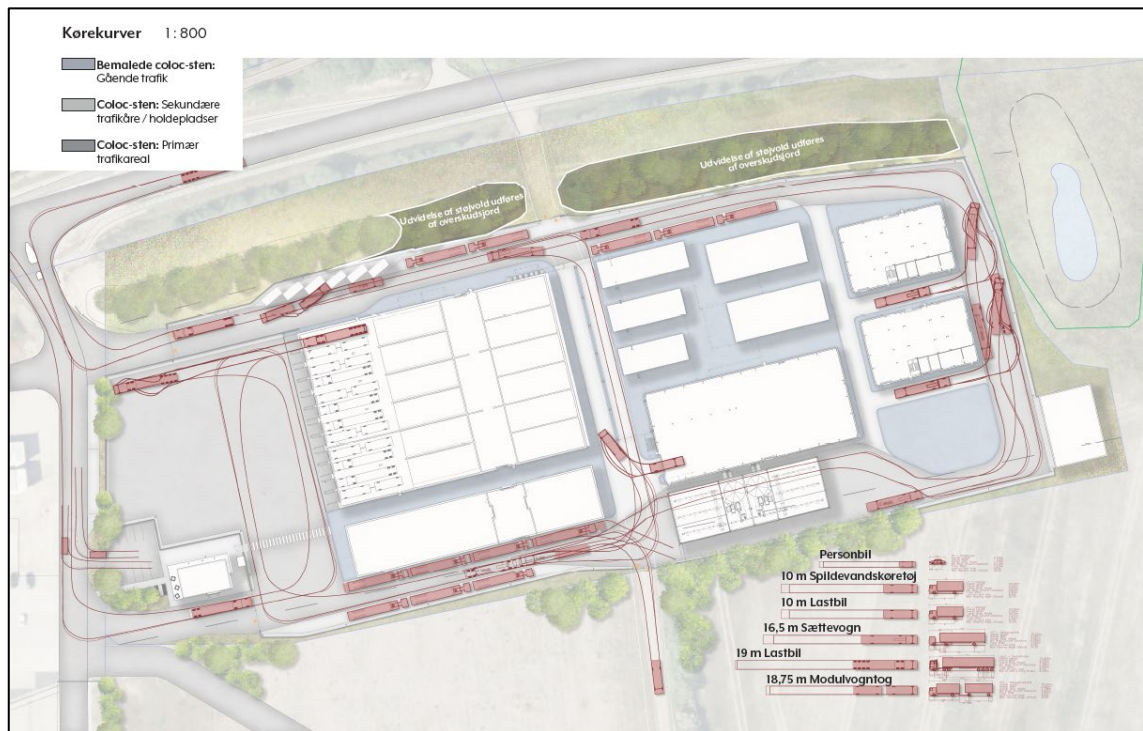 Kørekurver 1:800
Bemalede coloc-sten:
Gående trafik
Coloc-sten: Sekundære
trafikåre / holdepladser
Coloc-sten: Primær
trafikareal
Udvidelse af støjvold udføres
af overskudsjord
Udvidelse af støjvold udføres
af overskudsjord
Personbil
10 m Spildevandskøretøj
10 m Lastbil
16,5 m Sættevogn
19 m Lastbil
18,75 m Modulvogntog